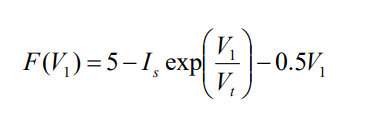 F(V₁) = 5 − Iₛ exp(V₁/Vₜ) − 0.5V₁